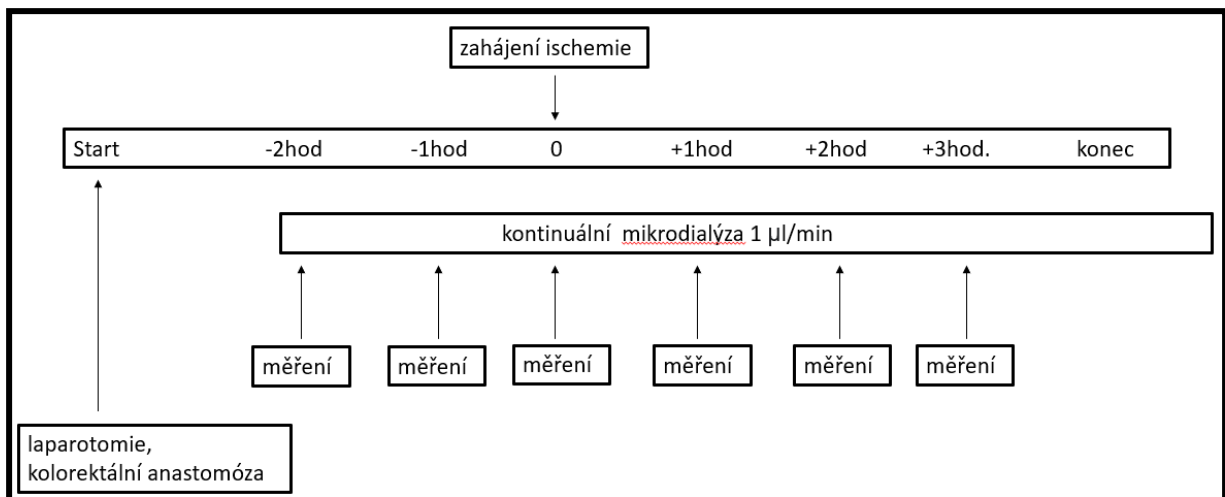 zahájení ischemie
Start -2hod -1hod 0 +1hod +2hod +3hod. konec
kontinuální mikrodialýza 1 µl/min
měření měření měření měření měření měření
laparotomie,
kolorektální anastomóza